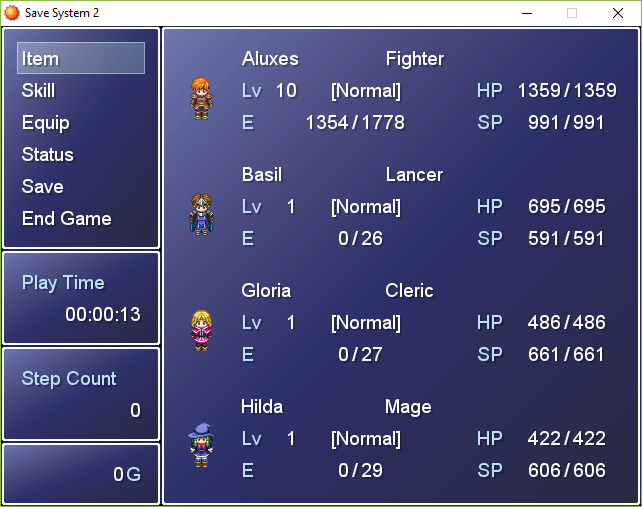 Save System 2
Item
Skill
Equip
Status
Save
End Game
Play Time
00:00:13
Step Count
0
0 G
Aluxes Fighter
Lv 10 [Normal] HP 1359/1359
E 1354/1778 SP 991/991
Basil Lancer
Lv 1 [Normal] HP 695/695
E 0/26 SP 591/591
Gloria Cleric
Lv 1 [Normal] HP 486/486
E 0/27 SP 661/661
Hilda Mage
Lv 1 [Normal] HP 422/422
E 0/29 SP 606/606